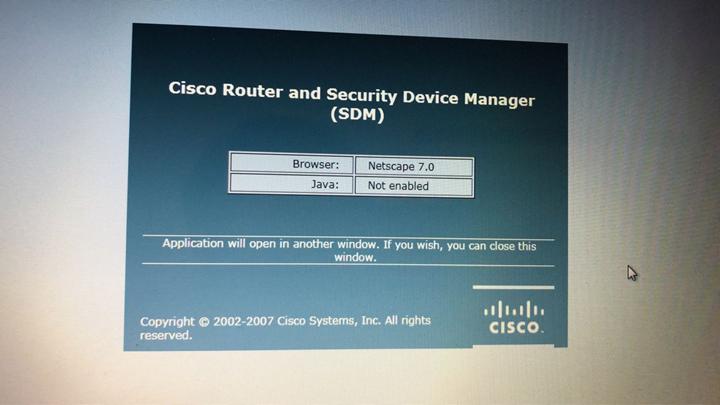 Cisco Router and Security Device Manager
(SDM)
Browser: Netscape 7.0
Java: Not enabled
Application will open in another window. If you wish, you can close this
window.
Copyright © 2002-2007 Cisco Systems, Inc. All rights
reserved.
CISCO.